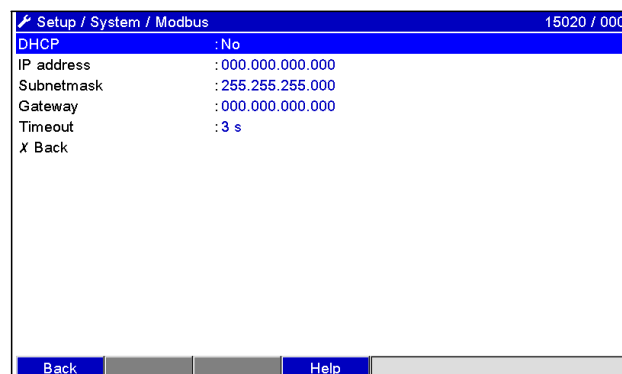 Setup / System / Modbus 15020 / 000
DHCP : No
IP address : 000.000.000.000
Subnetmask : 255.255.255.000
Gateway : 000.000.000.000
Timeout : 3 s
X Back
Back Help